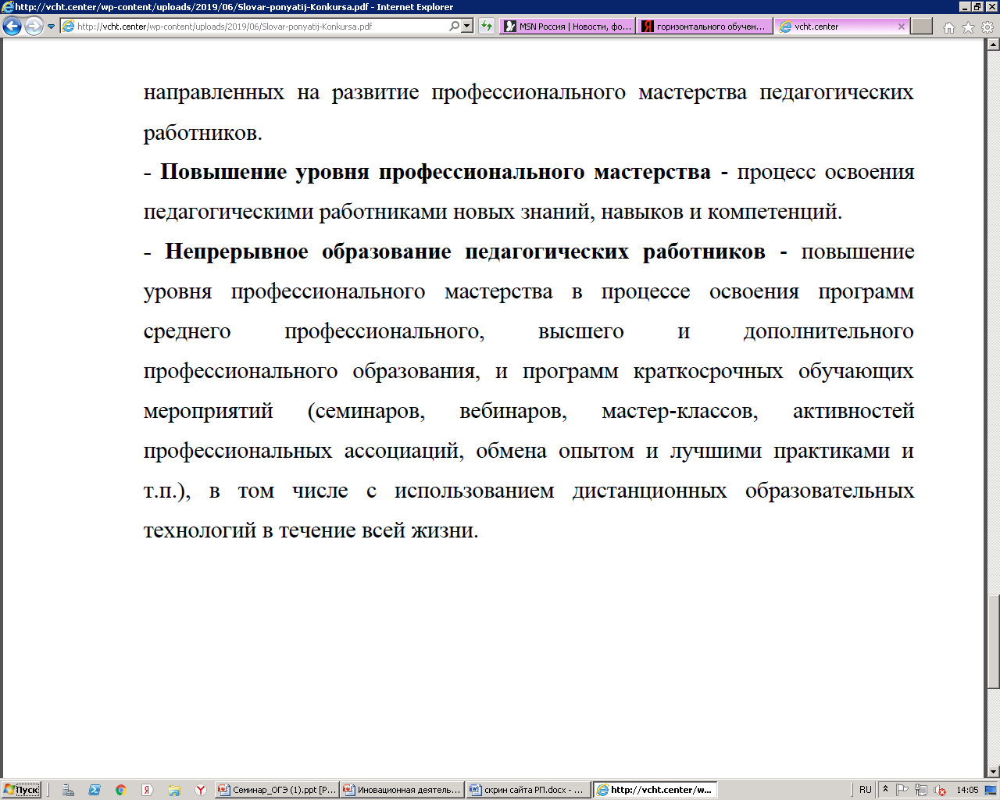 http://vcht.center/wp-content/uploads/2019/06/Slovar-ponyatij-Konkursa.pdf - Internet Explorer
http://vcht.center/wp-content/uploads/2019/06/Slovar-ponyatij-Konkursa.pdf
MSN Россия | Новости, фо...
горизонтального обучен...
vcht.center
направленных на развитие профессионального мастерства педагогических
работников.
- Повышение уровня профессионального мастерства - процесс освоения
педагогическими работниками новых знаний, навыков и компетенций.
- Непрерывное образование педагогических работников - повышение
уровня профессионального мастерства в процессе освоения программ
среднего профессионального, высшего и дополнительного
профессионального образования, и программ краткосрочных обучающих
мероприятий (семинаров, вебинаров, мастер-классов, активностей
профессиональных ассоциаций, обмена опытом и лучшими практиками и
т.п.), в том числе с использованием дистанционных образовательных
технологий в течение всей жизни.
Пуск
Семинар_ОГЭ (1).ppt [Р...
Иновационная деятель...
скрин сайта РП.docx - ...
http://vcht.center/w...
RU
14:05